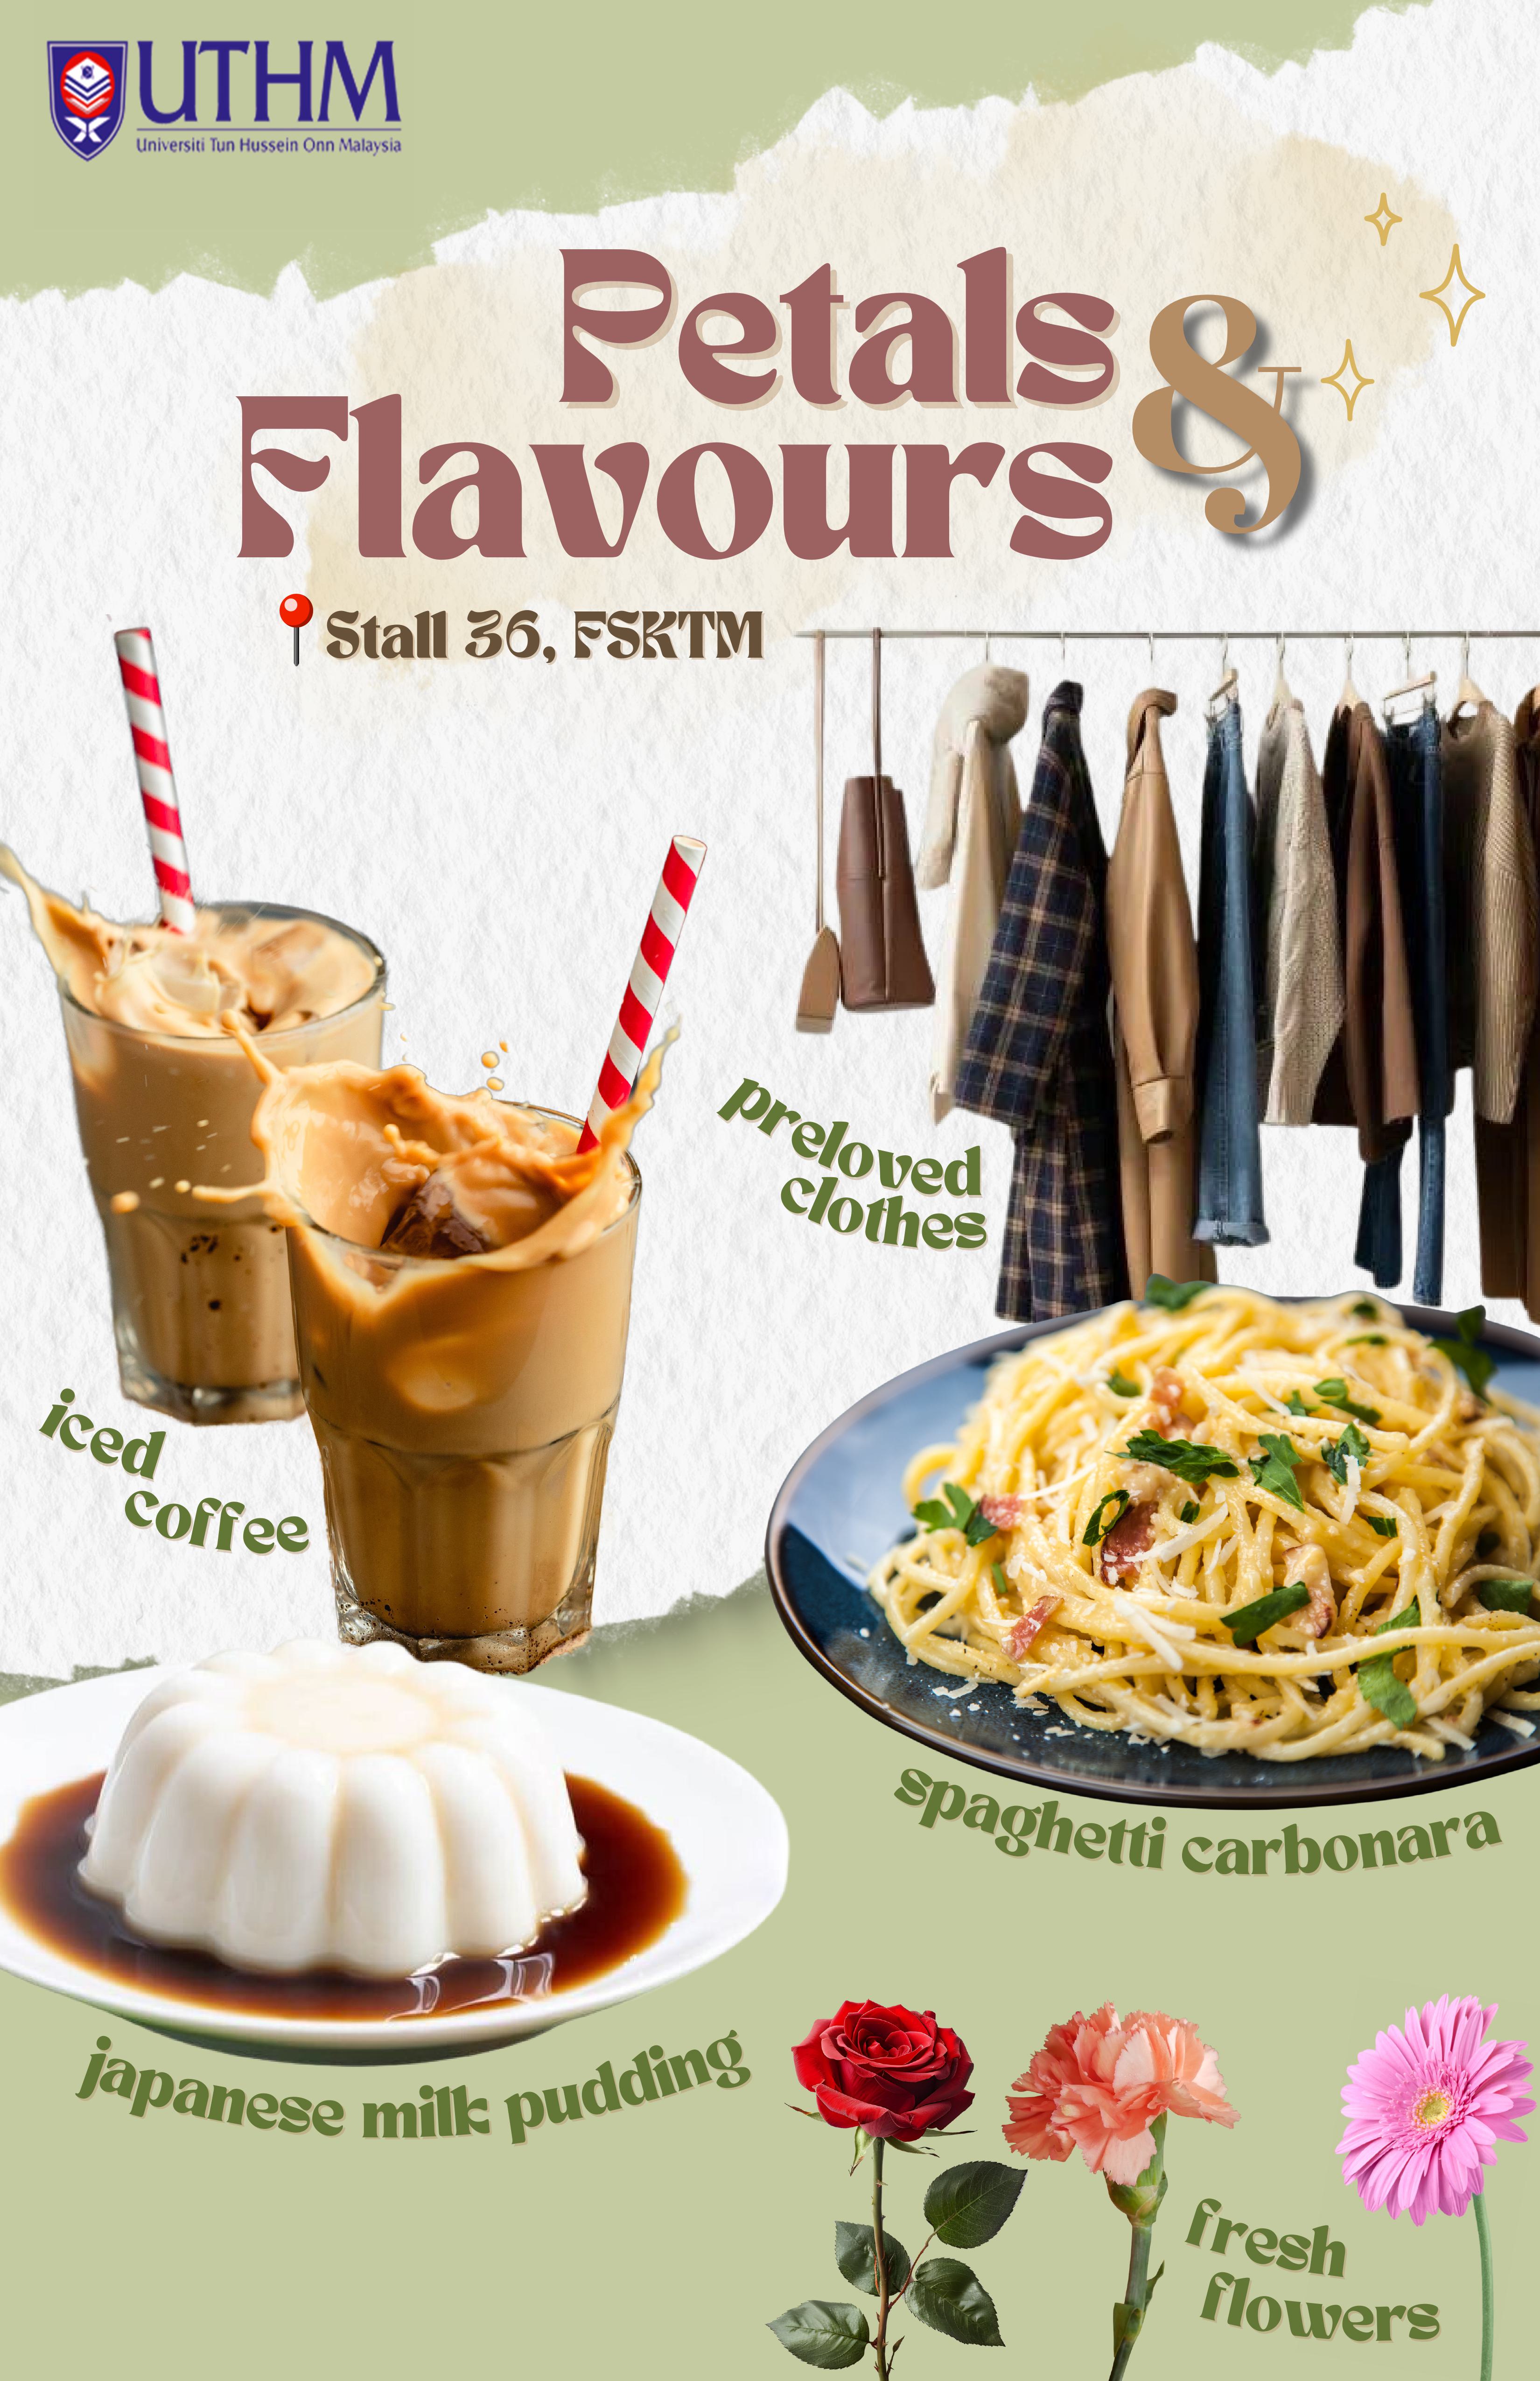 UTHM
Universiti Tun Hussein Onn Malaysia
Petals &
Flavours
Stall 36, FSKTM
preloved
clothes
iced
coffee
spaghetti carbonara
japanese milk pudding
fresh
flowers